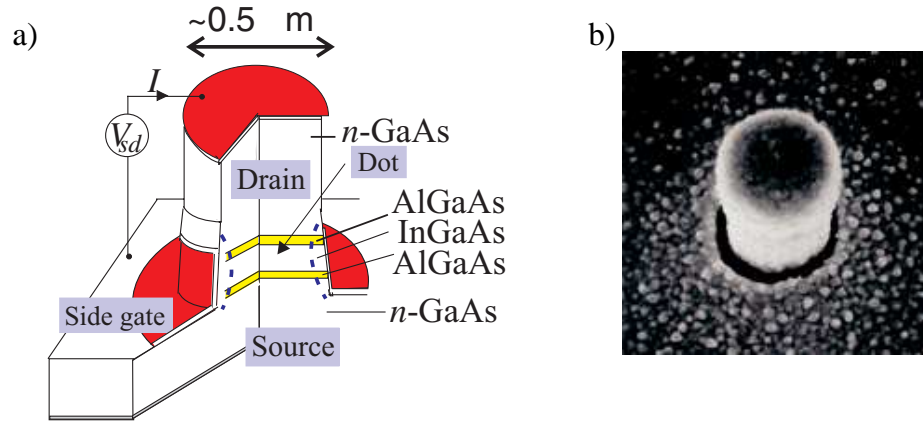 a)
~0.5 m
b)
I
Vsd
n-GaAs
Dot
Drain
AlGaAs
InGaAs
AlGaAs
Side gate
n-GaAs
Source